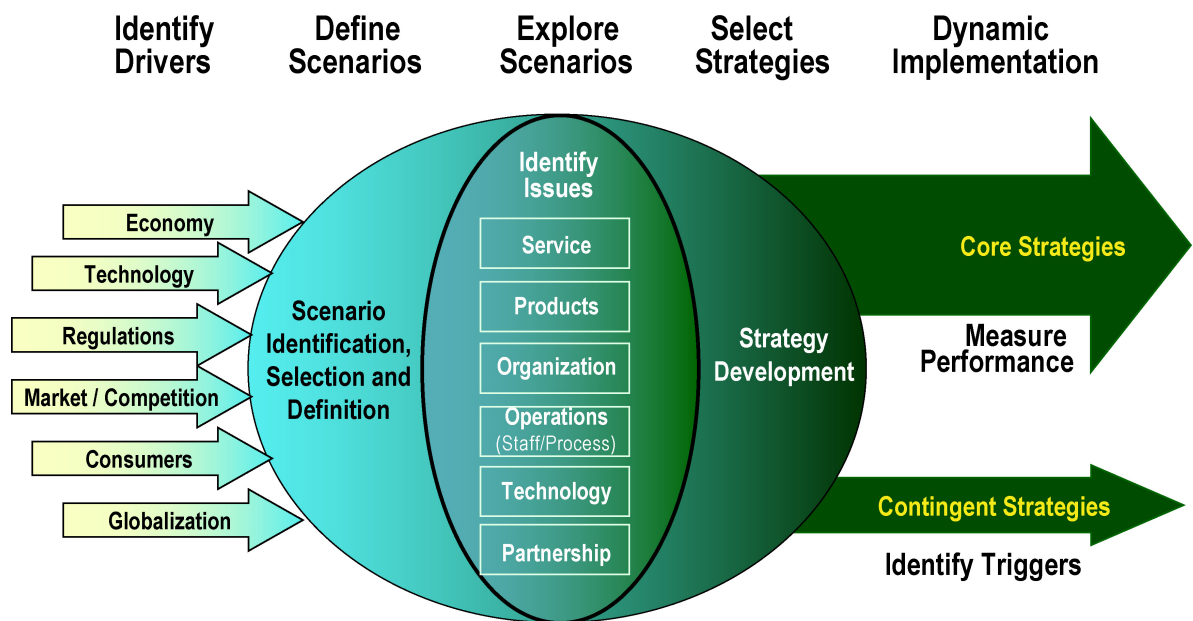 Identify
Drivers
Define
Scenarios
Explore
Scenarios
Select
Strategies
Dynamic
Implementation
Economy
Technology
Regulations
Market / Competition
Consumers
Globalization
Scenario
Identification,
Selection and
Definition
Identify
Issues
Service
Products
Organization
Operations
(Staff/Process)
Technology
Partnership
Strategy
Development
Core Strategies
Measure
Performance
Contingent Strategies
Identify Triggers